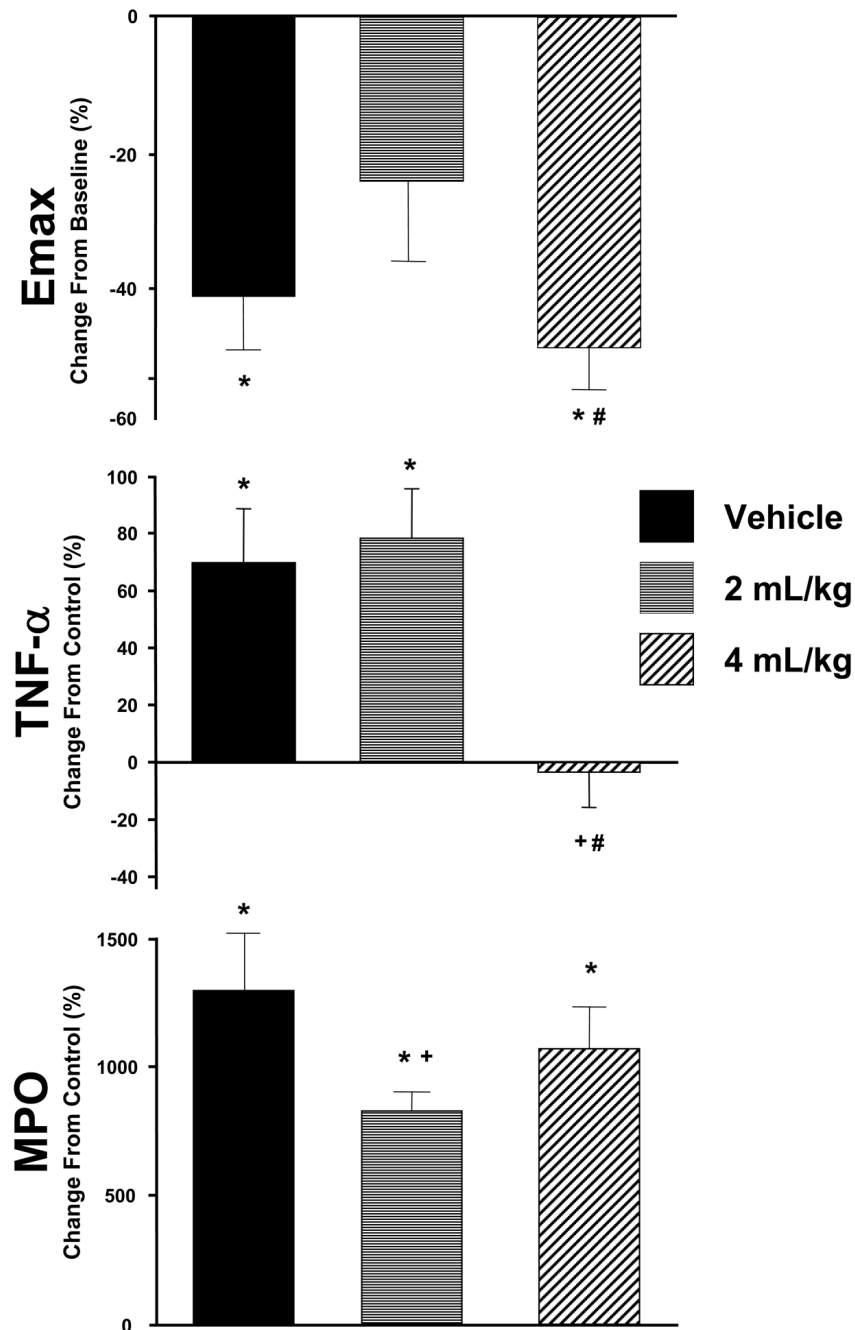 Emax
Change From Baseline (%)
0
-20
-40
-60
*
* #
TNF-α
Change From Control (%)
100
80
60
40
20
0
-20
-40
*
*
+ #
Vehicle
2 mL/kg
4 mL/kg
MPO
Change From Control (%)
1500
1000
500
0
*
* +
*